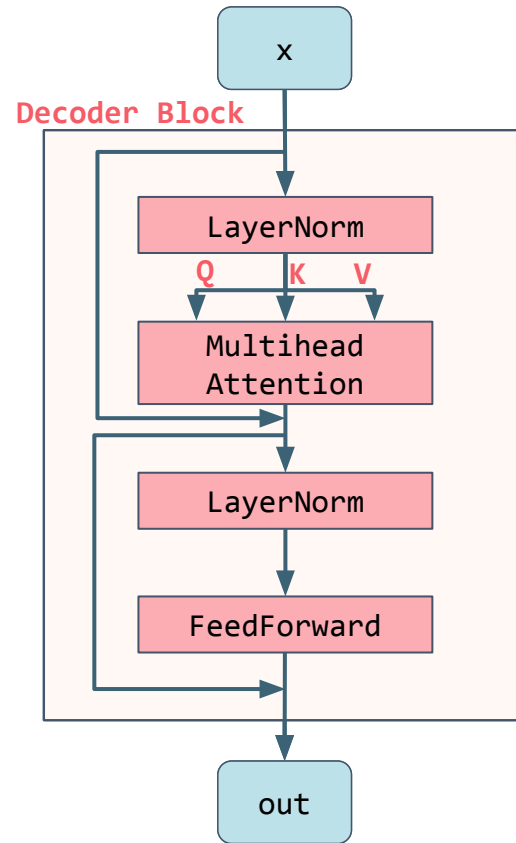 x
Decoder Block
LayerNorm
Q K V
Multihead
Attention
LayerNorm
FeedForward
out